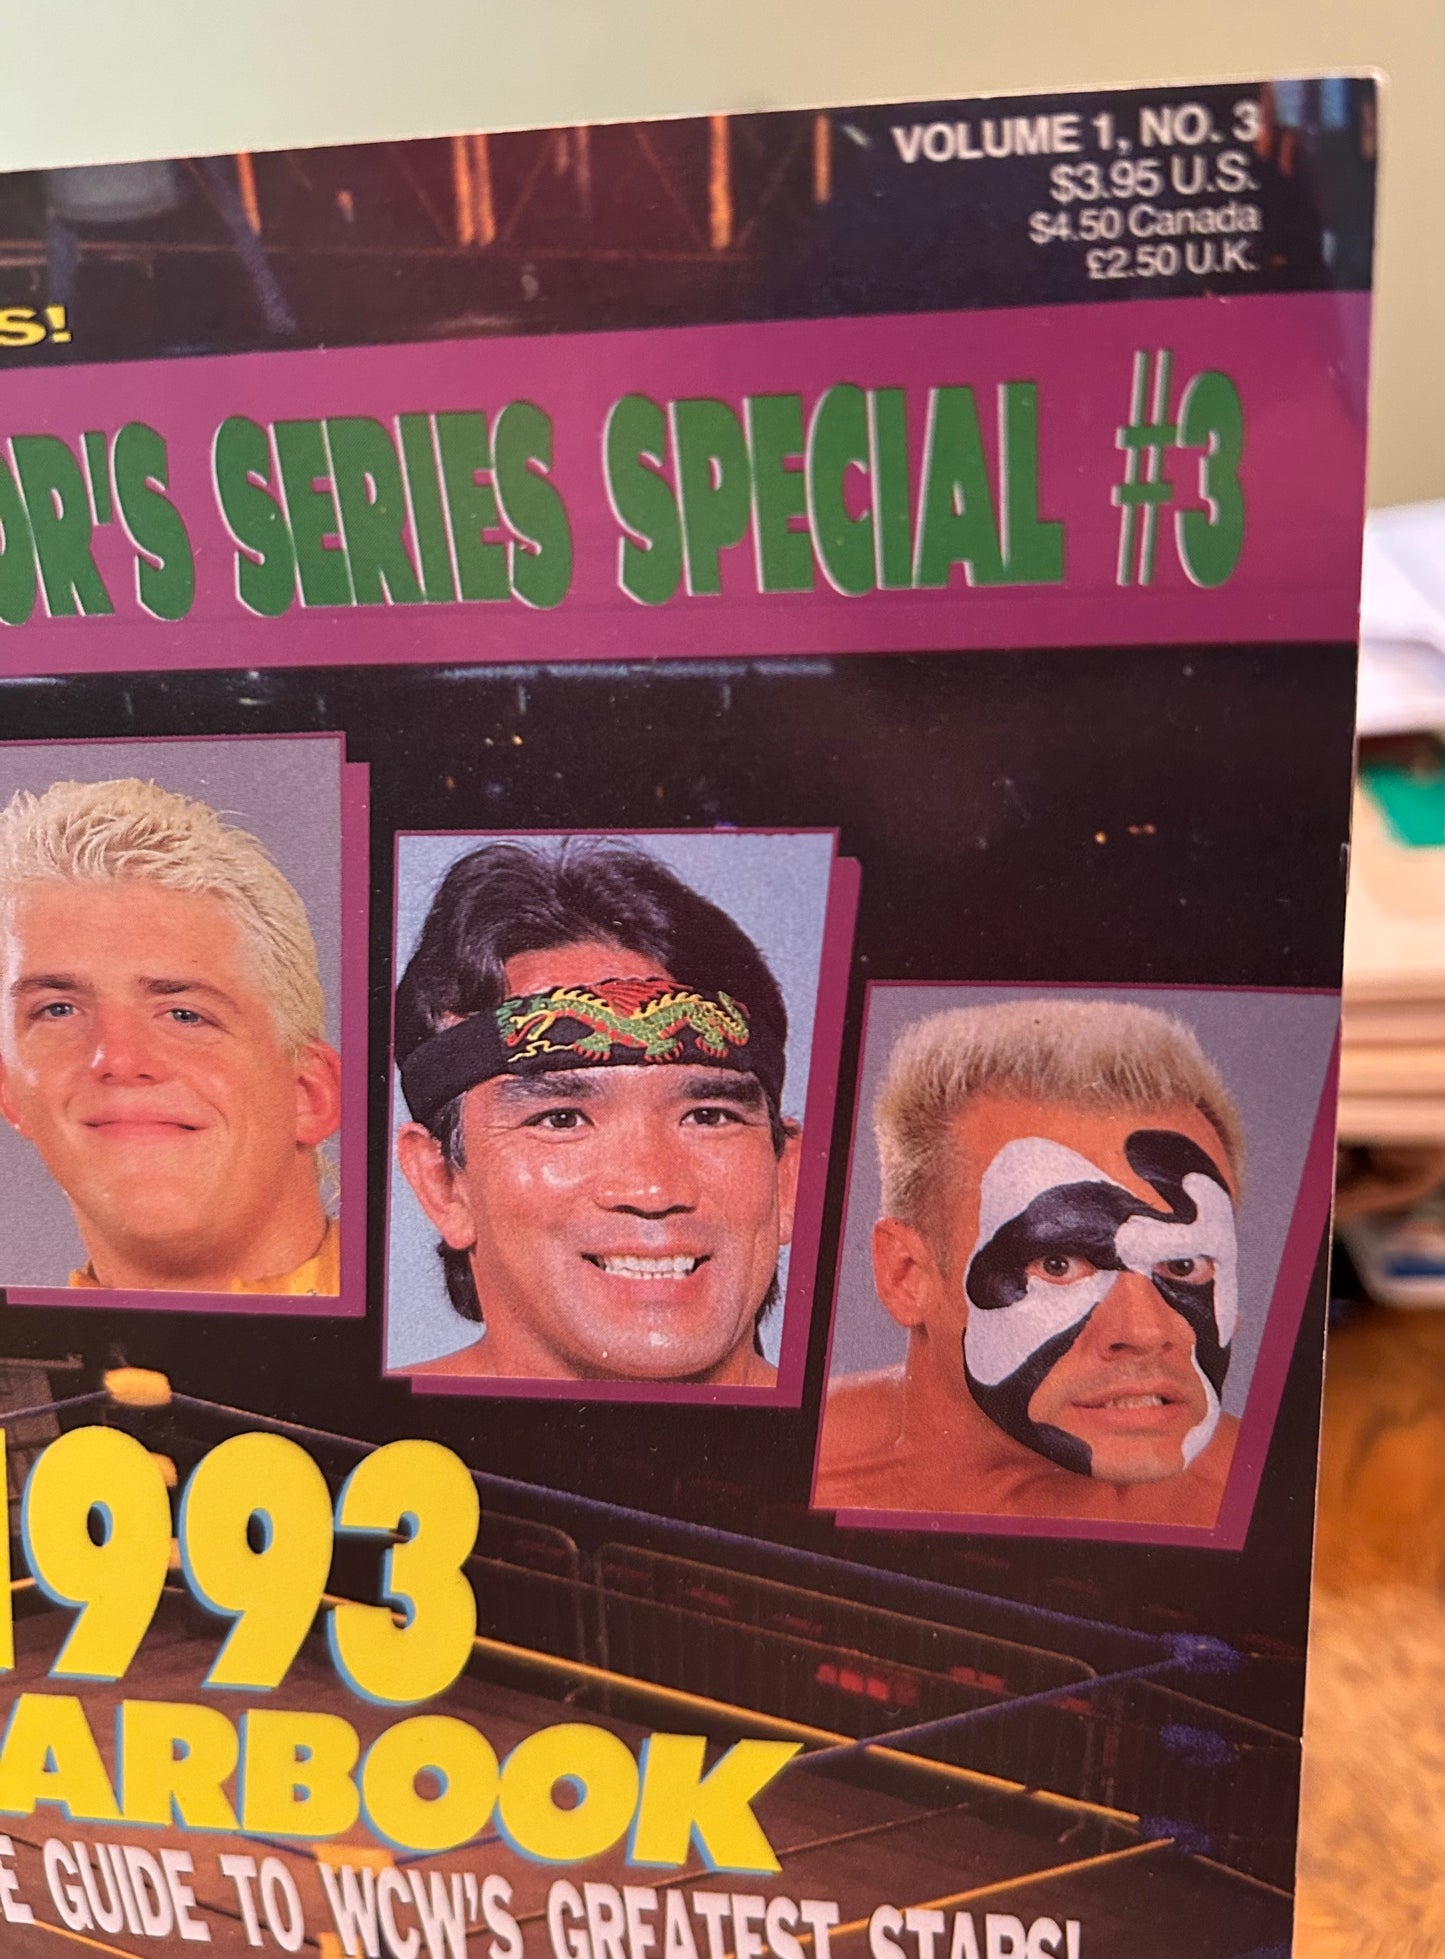 VOLUME 1, NO. 3
$3.95 U.S.
$4.50 Canada
£2.50 U.K.
S!
OR'S SERIES SPECIAL #3
1993
ARBOOK
E GUIDE TO WCW'S GREATEST STARS!